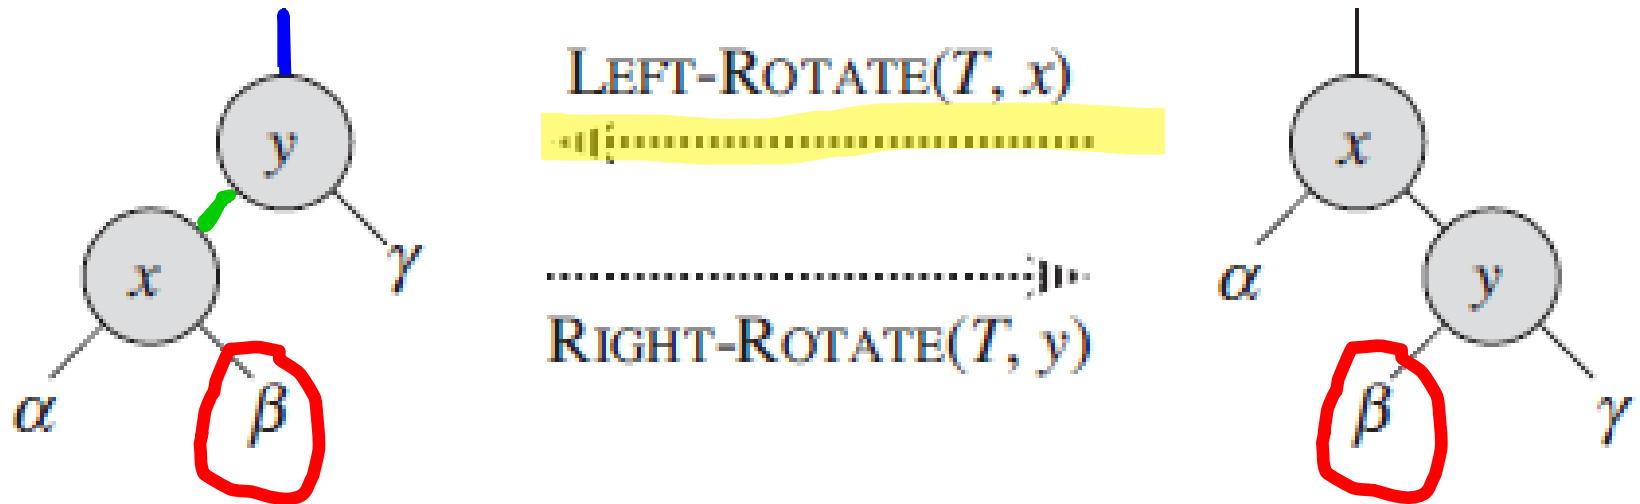 LEFT-ROTATE(T, x)
y
x
γ
x
α
y
RIGHT-ROTATE(T, y)
α
β
β
γ